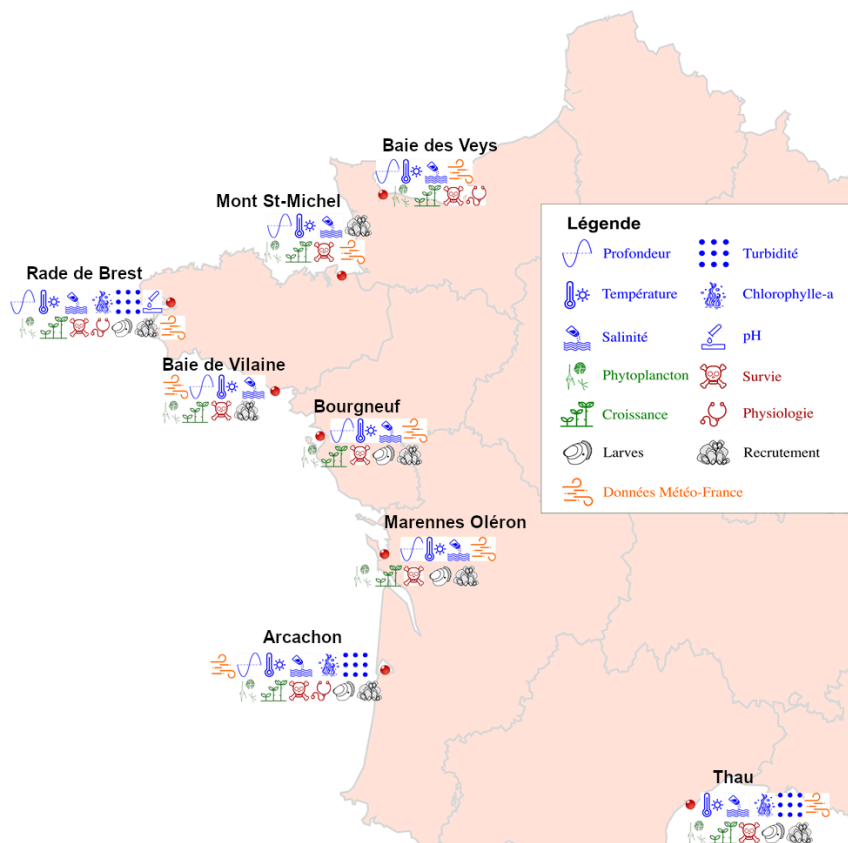 Baie des Veys
Mont St-Michel
Rade de Brest
Baie de Vilaine
Bourgneuf
Marennes Oléron
Arcachon
Thau
Légende
Profondeur
Turbidité
Température
Chlorophylle-a
Salinité
pH
Phytoplancton
Survie
Croissance
Physiologie
Larves
Recrutement
Données Météo-France